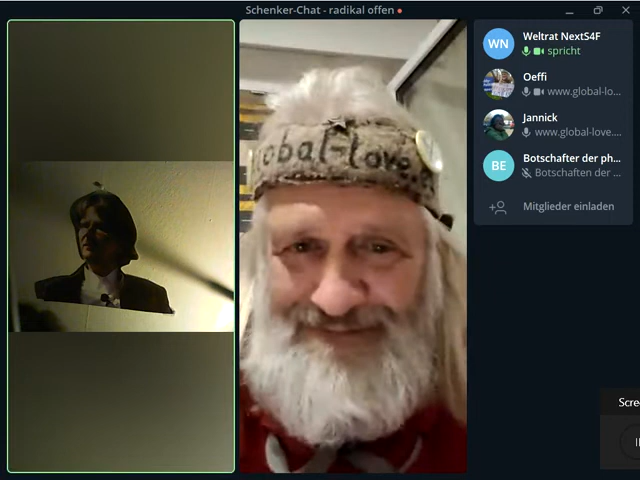 Schenker-Chat - radikal offen
WN
Weltrat NextS4F
spricht
Oeffi
www.global-lo...
Jannick
www.global-love....
BE
Botschafter der ph...
Botschaften der ...
Mitglieder einladen
obal-love.
Scre